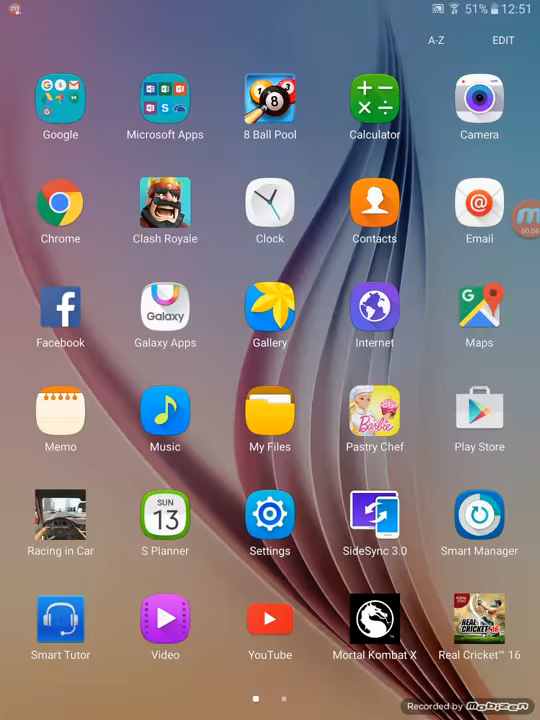 51% 12:51
A-Z EDIT
Google Microsoft Apps 8 Ball Pool Calculator Camera
Chrome Clash Royale Clock Contacts Email
00:04
Galaxy
Facebook Galaxy Apps Gallery Internet Maps
Barbie
Memo Music My Files Pastry Chef Play Store
SUN
13
Racing in Car S Planner Settings SideSync 3.0 Smart Manager
REAL
CRICKET 16
Smart Tutor Video YouTube Mortal Kombat X Real Cricket™ 16
Recorded by Mobizen